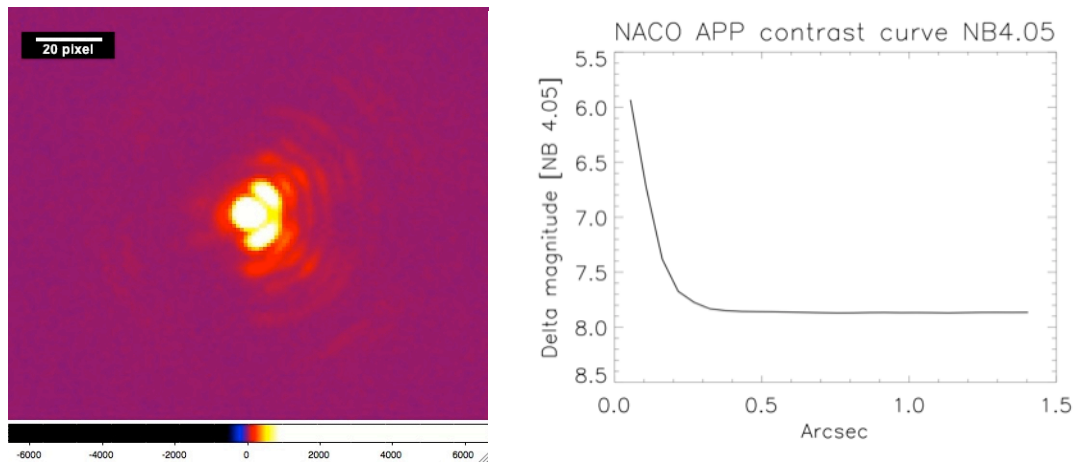 20 pixel
-6000 -4000 -2000 0 2000 4000 6000
NACO APP contrast curve NB4.05
Delta magnitude [NB 4.05]
5.5
6.0
6.5
7.0
7.5
8.0
8.5
0.0 0.5 1.0 1.5
Arcsec